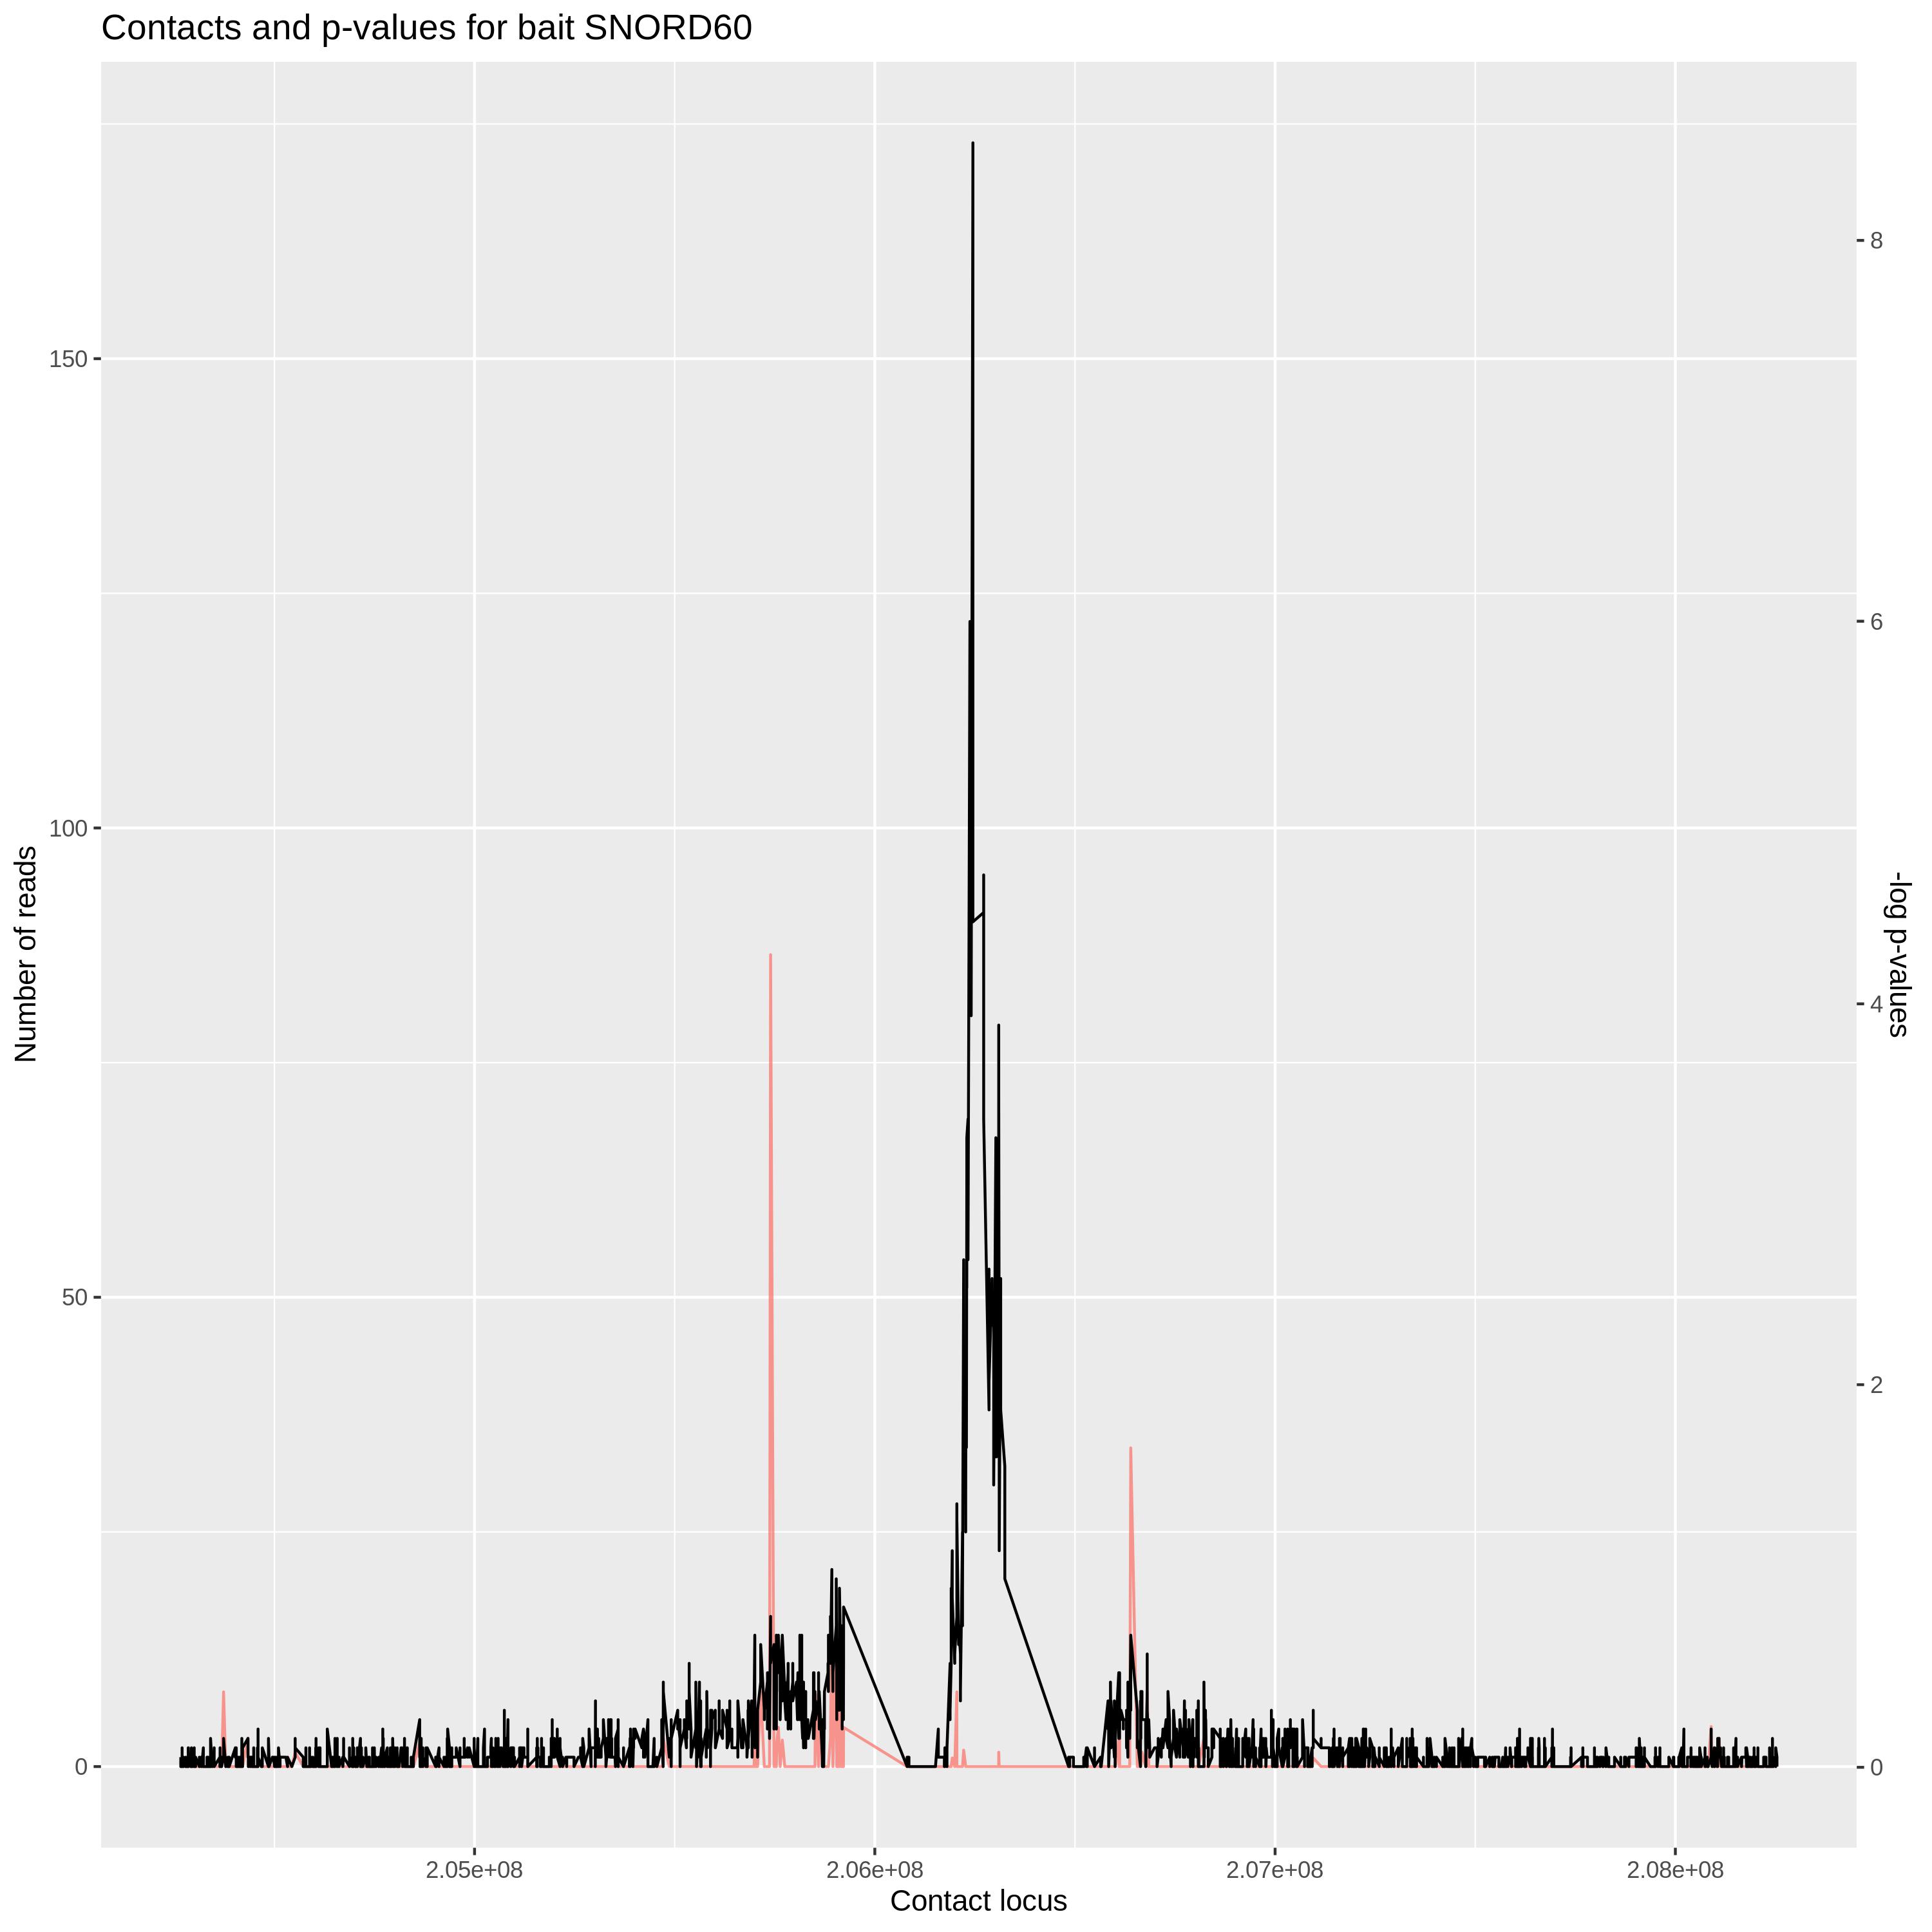 Contacts and p-values for bait SNORD60
150
100
50
0
8
6
4
2
0
Number of reads
-log p-values
2.05e+08
2.06e+08
2.07e+08
2.08e+08
Contact locus